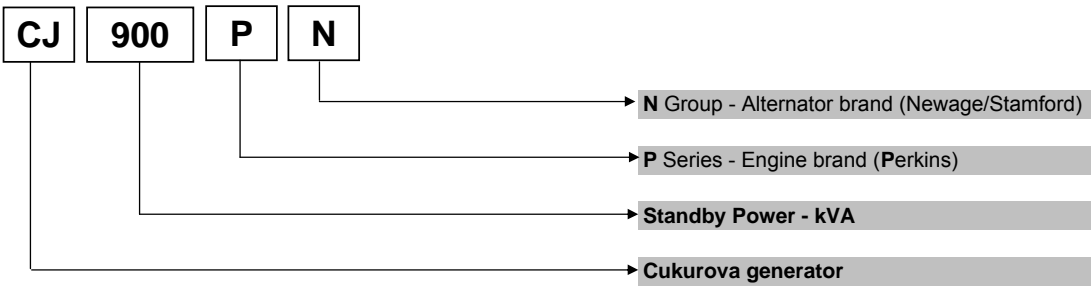 CJ 900 P N
N Group - Alternator brand (Newage/Stamford)
P Series - Engine brand (Perkins)
Standby Power - kVA
Cukurova generator